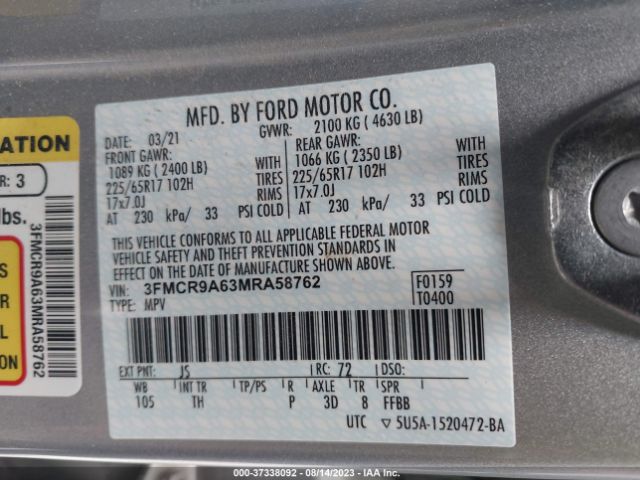 MFD. BY FORD MOTOR CO.
DATE: 03/21 GVWR: 2100 KG ( 4630 LB)
FRONT GAWR: REAR GAWR:
1089 KG ( 2400 LB) WITH 1066 KG ( 2350 LB) WITH
225/65R17 102H TIRES 225/65R17 102H TIRES
17x7.0J RIMS 17x7.0J RIMS
AT 230 kPa/ 33 PSI COLD AT 230 kPa/ 33 PSI COLD
THIS VEHICLE CONFORMS TO ALL APPLICABLE FEDERAL MOTOR
VEHICLE SAFETY AND THEFT PREVENTION STANDARDS IN
EFFECT ON THE DATE OF MANUFACTURE SHOWN ABOVE.
VIN: 3FMCR9A63MRA58762 F0159
TYPE: MPV T0400
EXT PNT: JS RC: 72 DSO:
WB INT TR TP/PS R AXLE TR SPR
105 TH P 3D 8 FFBB
UTC ▽ 5U5A-1520472-BA
ATION
R: 3
lbs.
3FMCR9A63MRA58762
S
R
L
ON
000-37338092 - 08/14/2023 - IAA Inc.